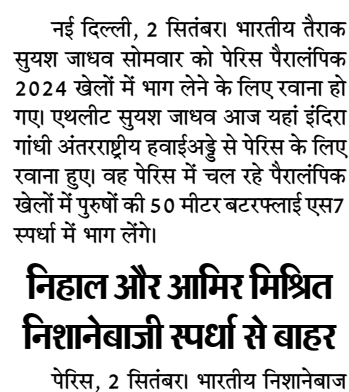 नई दिल्ली, 2 सितंबर। भारतीय तैराक
सुयश जाधव सोमवार को पेरिस पैरालंपिक
2024 खेलों में भाग लेने के लिए रवाना हो
गए। एथलीट सुयश जाधव आज यहां इंदिरा
गांधी अंतरराष्ट्रीय हवाईअड्डे से पेरिस के लिए
रवाना हुए। वह पेरिस में चल रहे पैरालंपिक
खेलों में पुरुषों की 50 मीटर बटरफ्लाई एस7
स्पर्धा में भाग लेंगे।
निहाल और आमिर मिश्रित
निशानेबाजी स्पर्धा से बाहर
पेरिस, 2 सितंबर। भारतीय निशानेबाज